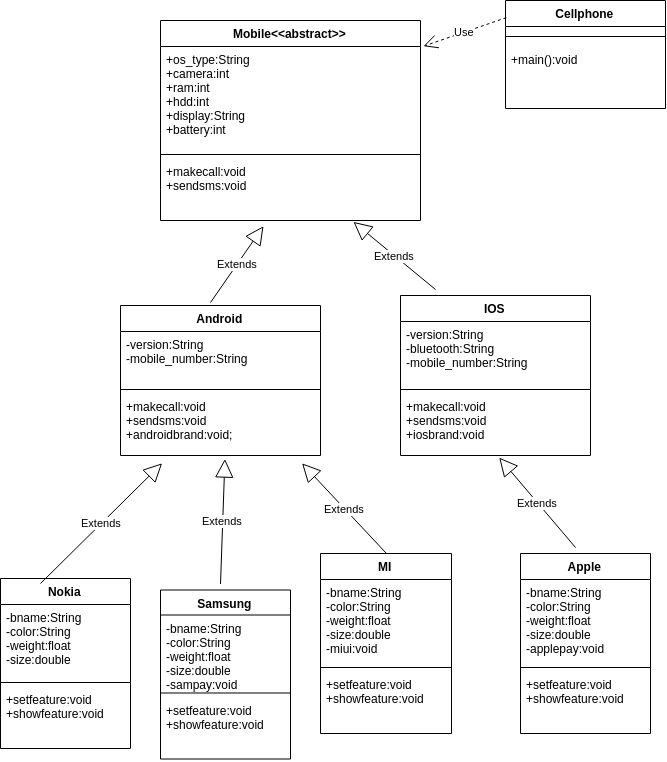 Cellphone
+main():void
Use
Mobile<<abstract>>
+os_type:String
+camera:int
+ram:int
+hdd:int
+display:String
+battery:int
+makecall:void
+sendsms:void
Extends
Extends
Android
-version:String
-mobile_number:String
+makecall:void
+sendsms:void
+androidbrand:void;
IOS
-version:String
-bluetooth:String
-mobile_number:String
+makecall:void
+sendsms:void
+iosbrand:void
Extends
Extends
Extends
Extends
Nokia
-bname:String
-color:String
-weight:float
-size:double
+setfeature:void
+showfeature:void
Samsung
-bname:String
-color:String
-weight:float
-size:double
-sampay:void
+setfeature:void
+showfeature:void
MI
-bname:String
-color:String
-weight:float
-size:double
-miui:void
+setfeature:void
+showfeature:void
Apple
-bname:String
-color:String
-weight:float
-size:double
-applepay:void
+setfeature:void
+showfeature:void